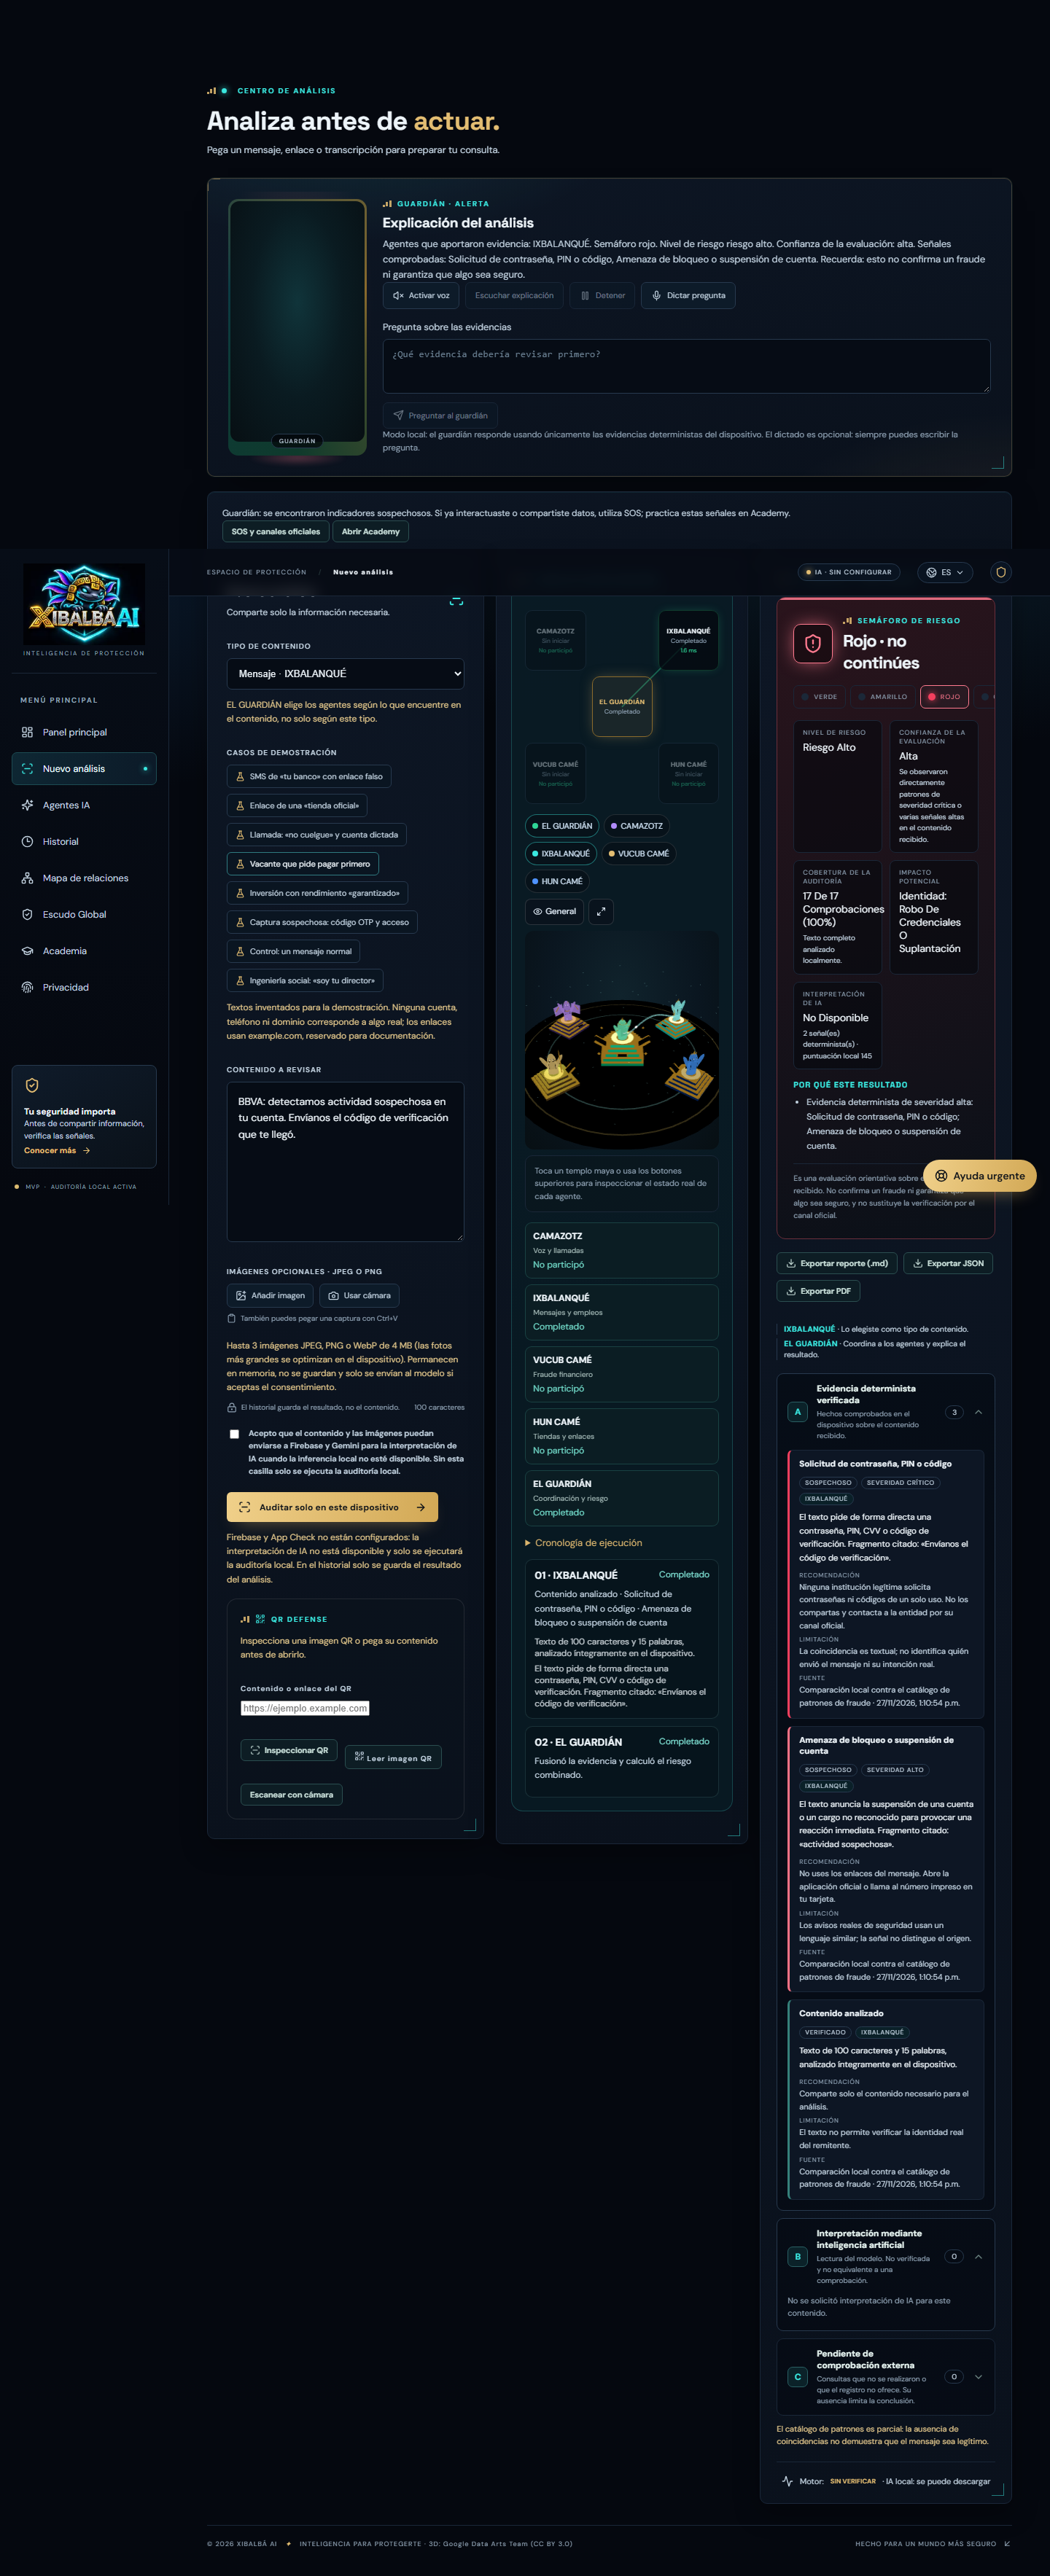 CENTRO DE ANÁLISIS
Analiza antes de actuar.
Pega un mensaje, enlace o transcripción para preparar tu consulta.
GUARDIÁN · ALERTA
Explicación del análisis
Agentes que aportaron evidencia: IXBALANQUÉ. Semáforo rojo. Nivel de riesgo riesgo alto. Confianza de la evaluación: alta. Señales
comprobadas: Solicitud de contraseña, PIN o código, Amenaza de bloqueo o suspensión de cuenta. Recuerda: esto no confirma un fraude
ni garantiza que algo sea seguro.
Activar voz
Escuchar explicación
Detener
Dictar pregunta
Pregunta sobre las evidencias
¿Qué evidencia debería revisar primero?
Preguntar al guardián
Modo local: el guardián responde usando únicamente las evidencias deterministas del dispositivo. El dictado es opcional: siempre puedes escribir la
pregunta.
GUARDIÁN
Guardián: se encontraron indicadores sospechosos. Si ya interactuaste o compartiste datos, utiliza SOS; practica estas señales en Academy.
SOS y canales oficiales
Abrir Academy
ESPACIO DE PROTECCIÓN / Nuevo análisis
IA · SIN CONFIGURAR
ES
XIBALBÁ AI
INTELIGENCIA DE PROTECCIÓN
MENÚ PRINCIPAL
Panel principal
Nuevo análisis
Agentes IA
Historial
Mapa de relaciones
Escudo Global
Academia
Privacidad
Tu seguridad importa
Antes de compartir información,
verifica las señales.
Conocer más
MVP · AUDITORÍA LOCAL ACTIVA
Comparte solo la información necesaria.
TIPO DE CONTENIDO
Mensaje · IXBALANQUÉ
EL GUARDIÁN elige los agentes según lo que encuentre en
el contenido, no solo según este tipo.
CASOS DE DEMOSTRACIÓN
SMS de «tu banco» con enlace falso
Enlace de una «tienda oficial»
Llamada: «no cuelgue» y cuenta dictada
Vacante que pide pagar primero
Inversión con rendimiento «garantizado»
Captura sospechosa: código OTP y acceso
Control: un mensaje normal
Ingeniería social: «soy tu director»
Textos inventados para la demostración. Ninguna cuenta,
teléfono ni dominio corresponde a algo real; los enlaces
usan example.com, reservado para documentación.
CONTENIDO A REVISAR
BBVA: detectamos actividad sospechosa en
tu cuenta. Envíanos el código de verificación
que te llegó.
IMÁGENES OPCIONALES · JPEG O PNG
Añadir imagen
Usar cámara
También puedes pegar una captura con Ctrl+V
Hasta 3 imágenes JPEG, PNG o WebP de 4 MB (las fotos
más grandes se optimizan en el dispositivo). Permanecen
en memoria, no se guardan y solo se envían al modelo si
aceptas el consentimiento.
El historial guarda el resultado, no el contenido.
100 caracteres
Acepto que el contenido y las imágenes puedan
enviarse a Firebase y Gemini para la interpretación de
IA cuando la inferencia local no esté disponible. Sin esta
casilla solo se ejecuta la auditoría local.
Auditar solo en este dispositivo
Firebase y App Check no están configurados: la
interpretación de IA no está disponible y solo se ejecutará
la auditoría local. En el historial solo se guarda el resultado
del análisis.
QR DEFENSE
Inspecciona una imagen QR o pega su contenido
antes de abrirlo.
Contenido o enlace del QR
https://ejemplo.example.com
Inspeccionar QR
Leer imagen QR
Escanear con cámara
CAMAZOTZ
Sin iniciar
No participó
IXBALANQUÉ
Completado
1.6 ms
EL GUARDIÁN
Completado
VUCUB CAMÉ
Sin iniciar
No participó
HUN CAMÉ
Sin iniciar
No participó
EL GUARDIÁN
CAMAZOTZ
IXBALANQUÉ
VUCUB CAMÉ
HUN CAMÉ
General
Toca un templo maya o usa los botones
superiores para inspeccionar el estado real de
cada agente.
CAMAZOTZ
Voz y llamadas
No participó
IXBALANQUÉ
Mensajes y empleos
Completado
VUCUB CAMÉ
Fraude financiero
No participó
HUN CAMÉ
Tiendas y enlaces
No participó
EL GUARDIÁN
Coordinación y riesgo
Completado
Cronología de ejecución
01 · IXBALANQUÉ
Completado
Contenido analizado · Solicitud de
contraseña, PIN o código · Amenaza de
bloqueo o suspensión de cuenta
Texto de 100 caracteres y 15 palabras,
analizado íntegramente en el dispositivo.
El texto pide de forma directa una
contraseña, PIN, CVV o código de
verificación. Fragmento citado: «Envíanos el
código de verificación».
02 · EL GUARDIÁN
Completado
Fusionó la evidencia y calculó el riesgo
combinado.
SEMÁFORO DE RIESGO
Rojo · no
continúes
VERDE
AMARILLO
ROJO
NIVEL DE RIESGO
Riesgo Alto
CONFIANZA DE LA
EVALUACIÓN
Alta
Se observaron
directamente
patrones de
severidad crítica o
varias señales altas
en el contenido
recibido.
COBERTURA DE LA
AUDITORÍA
17 De 17
Comprobaciones
(100%)
Texto completo
analizado
localmente.
IMPACTO
POTENCIAL
Identidad:
Robo De
Credenciales
O
Suplantación
INTERPRETACIÓN
DE IA
No Disponible
2 señal(es)
determinista(s) ·
puntuación local 145
POR QUÉ ESTE RESULTADO
Evidencia determinista de severidad alta:
Solicitud de contraseña, PIN o código;
Amenaza de bloqueo o suspensión de
cuenta.
Es una evaluación orientativa sobre
recibido. No confirma un fraude ni
algo sea seguro, y no sustituye la verificación por el
canal oficial.
Ayuda urgente
Exportar reporte (.md)
Exportar JSON
Exportar PDF
IXBALANQUÉ · Lo elegiste como tipo de contenido.
EL GUARDIÁN · Coordina a los agentes y explica el
resultado.
A
Evidencia determinista
verificada
Hechos comprobados en el
dispositivo sobre el contenido
recibido.
3
Solicitud de contraseña, PIN o código
SOSPECHOSO
SEVERIDAD CRÍTICO
IXBALANQUÉ
El texto pide de forma directa una
contraseña, PIN, CVV o código de
verificación. Fragmento citado: «Envíanos el
código de verificación».
RECOMENDACIÓN
Ninguna institución legítima solicita
contraseñas ni códigos de un solo uso. No los
compartas y contacta a la entidad por su
canal oficial.
LIMITACIÓN
La coincidencia es textual; no identifica quién
envió el mensaje ni su intención real.
FUENTE
Comparación local contra el catálogo de
patrones de fraude · 27/11/2026, 1:10:54 p.m.
Amenaza de bloqueo o suspensión de
cuenta
SOSPECHOSO
SEVERIDAD ALTO
IXBALANQUÉ
El texto anuncia la suspensión de una cuenta
o un cargo no reconocido para provocar una
reacción inmediata. Fragmento citado:
«actividad sospechosa».
RECOMENDACIÓN
No uses los enlaces del mensaje. Abre la
aplicación oficial o llama al número impreso en
tu tarjeta.
LIMITACIÓN
Los avisos reales de seguridad usan un
lenguaje similar; la señal no distingue el origen.
FUENTE
Comparación local contra el catálogo de
patrones de fraude · 27/11/2026, 1:10:54 p.m.
Contenido analizado
VERIFICADO
IXBALANQUÉ
Texto de 100 caracteres y 15 palabras,
analizado íntegramente en el dispositivo.
RECOMENDACIÓN
Comparte solo el contenido necesario para el
análisis.
LIMITACIÓN
El texto no permite verificar la identidad real
del remitente.
FUENTE
Comparación local contra el catálogo de
patrones de fraude · 27/11/2026, 1:10:54 p.m.
B
Interpretación mediante
inteligencia artificial
Lectura del modelo. No verificada
y no equivalente a una
comprobación.
0
No se solicitó interpretación de IA para este
contenido.
C
Pendiente de
comprobación externa
Consultas que no se realizaron o
que el registro no ofrece. Su
ausencia limita la conclusión.
0
El catálogo de patrones es parcial: la ausencia de
coincidencias no demuestra que el mensaje sea legítimo.
Motor: SIN VERIFICAR · IA local: se puede descargar
© 2026 XIBALBÁ AI
INTELIGENCIA PARA PROTEGERTE · 3D: Google Data Arts Team (CC BY 3.0)
HECHO PARA UN MUNDO MÁS SEGURO